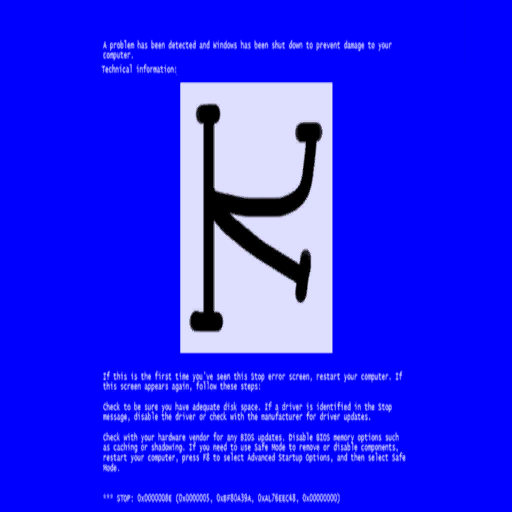 A problem has been detected and Windows has been shut down to prevent damage to your
computer.
Technical information:
K
If this is the first time you've seen this Stop error screen, restart your computer. If
this screen appears again, follow these steps:
Check to be sure you have adequate disk space. If a driver is identified in the Stop
message, disable the driver or check with the manufacturer for driver updates.
Check with your hardware vendor for any BIOS updates. Disable BIOS memory options such
as caching or shadowing. If you need to use Safe Mode to remove or disable components,
restart your computer, press F8 to select Advanced Startup Options, and then select Safe
Mode.
*** STOP: 0x0000008E (0x0000005, 0xBF80A39A, 0xAL76EEC48, 0x00000000)